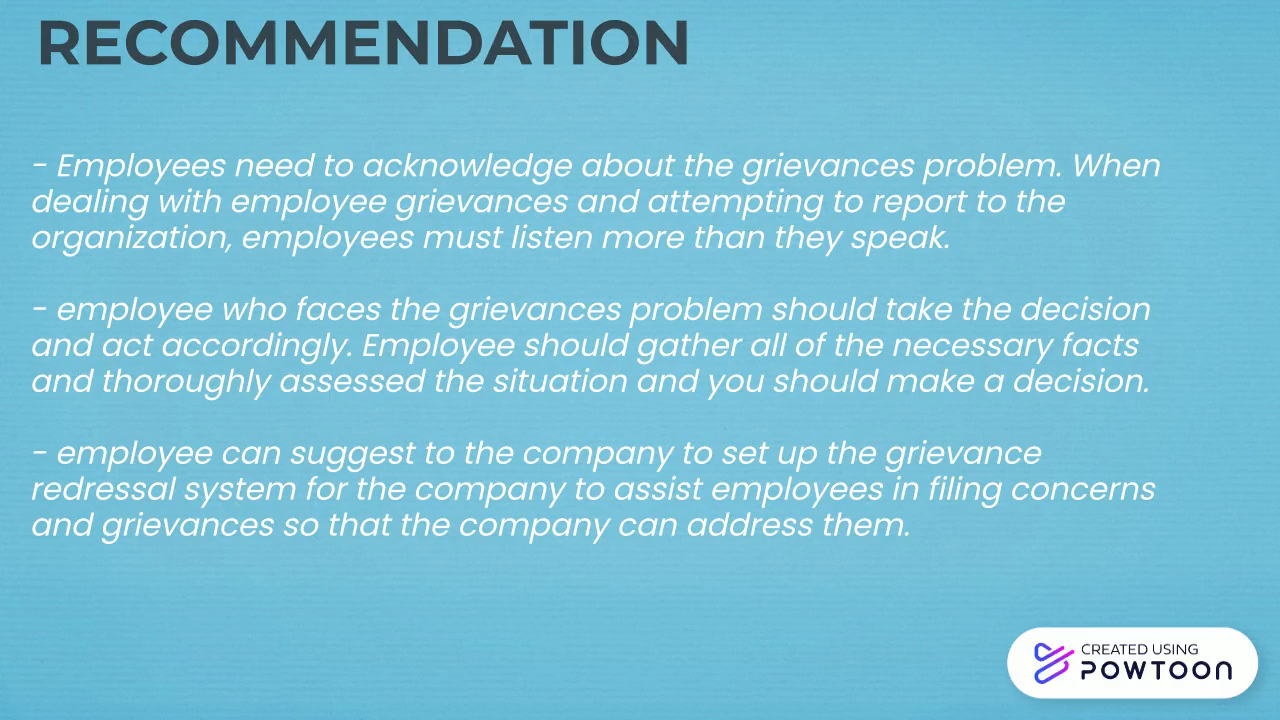 RECOMMENDATION
- Employees need to acknowledge about the grievances problem. When
dealing with employee grievances and attempting to report to the
organization, employees must listen more than they speak.
- employee who faces the grievances problem should take the decision
and act accordingly. Employee should gather all of the necessary facts
and thoroughly assessed the situation and you should make a decision.
- employee can suggest to the company to set up the grievance
redressal system for the company to assist employees in filing concerns
and grievances so that the company can address them.
CREATED USING
POWTOON